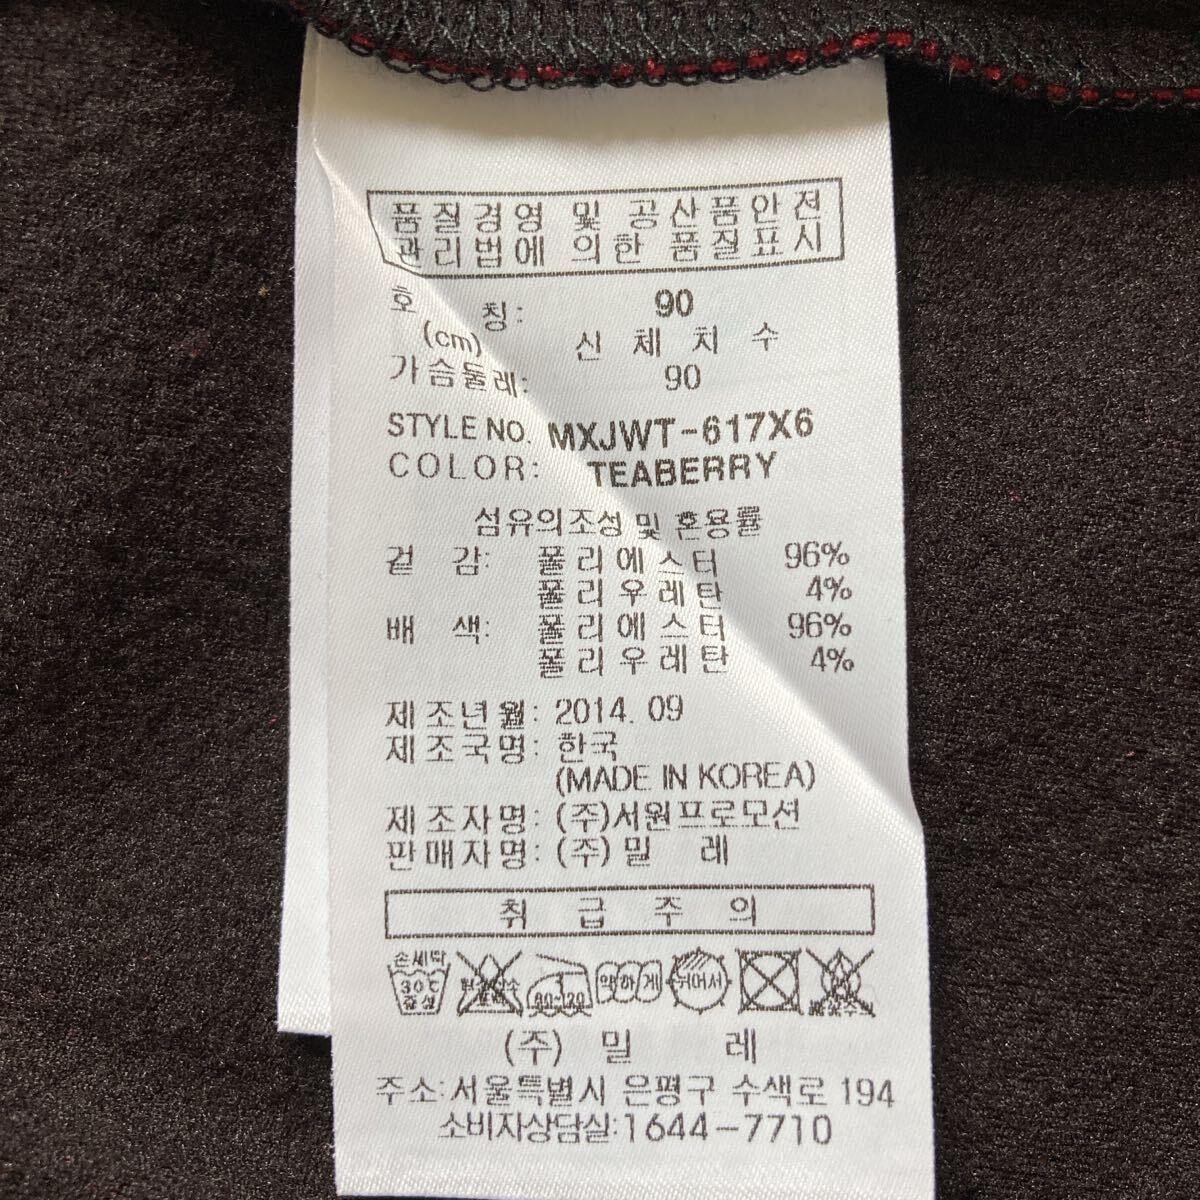 품질경영 및 공산품안전
관리법에 의한 품질표시
호 칭: 90
(cm) 신 체 치 수
가슴둘레: 90
STYLE NO. MXJWT-617X6
COLOR: TEABERRY
섬유의조성 및 혼용률
겉 감: 폴리에스터 96%
폴리우레탄 4%
배 색: 폴리에스터 96%
폴리우레탄 4%
제조년월: 2014. 09
제조국명: 한국
(MADE IN KOREA)
제조자명: (주)서원프로모션
판매자명: (주) 밀 레
취 급 주 의
손세탁
30℃
중성
80~120
약하게
뉘어서
(주) 밀 레
주소:서울특별시 은평구 수색로 194
소비자상담실:1644-7710